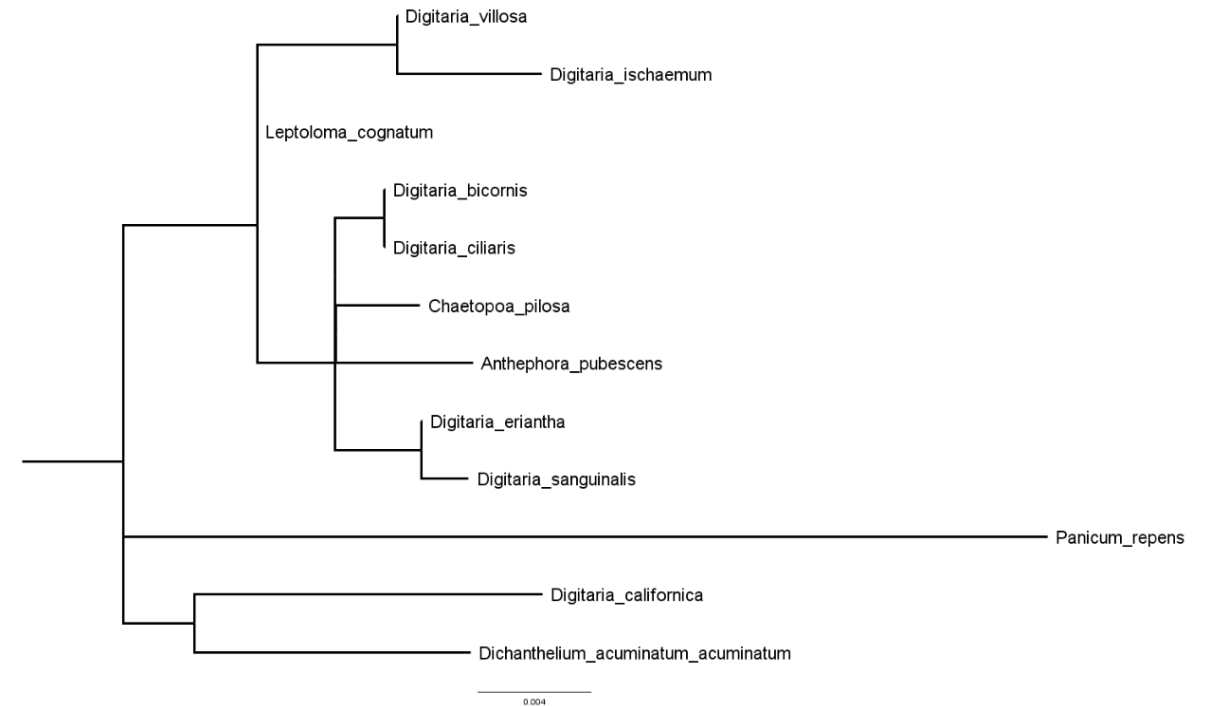 Digitaria_villosa
Digitaria_ischaemum
Leptoloma_cognatum
Digitaria_bicornis
Digitaria_ciliaris
Chaetopoa_pilosa
Anthephora_pubescens
Digitaria_eriantha
Digitaria_sanguinalis
Panicum_repens
Digitaria_californica
Dichanthelium_acuminatum_acuminatum
0.004